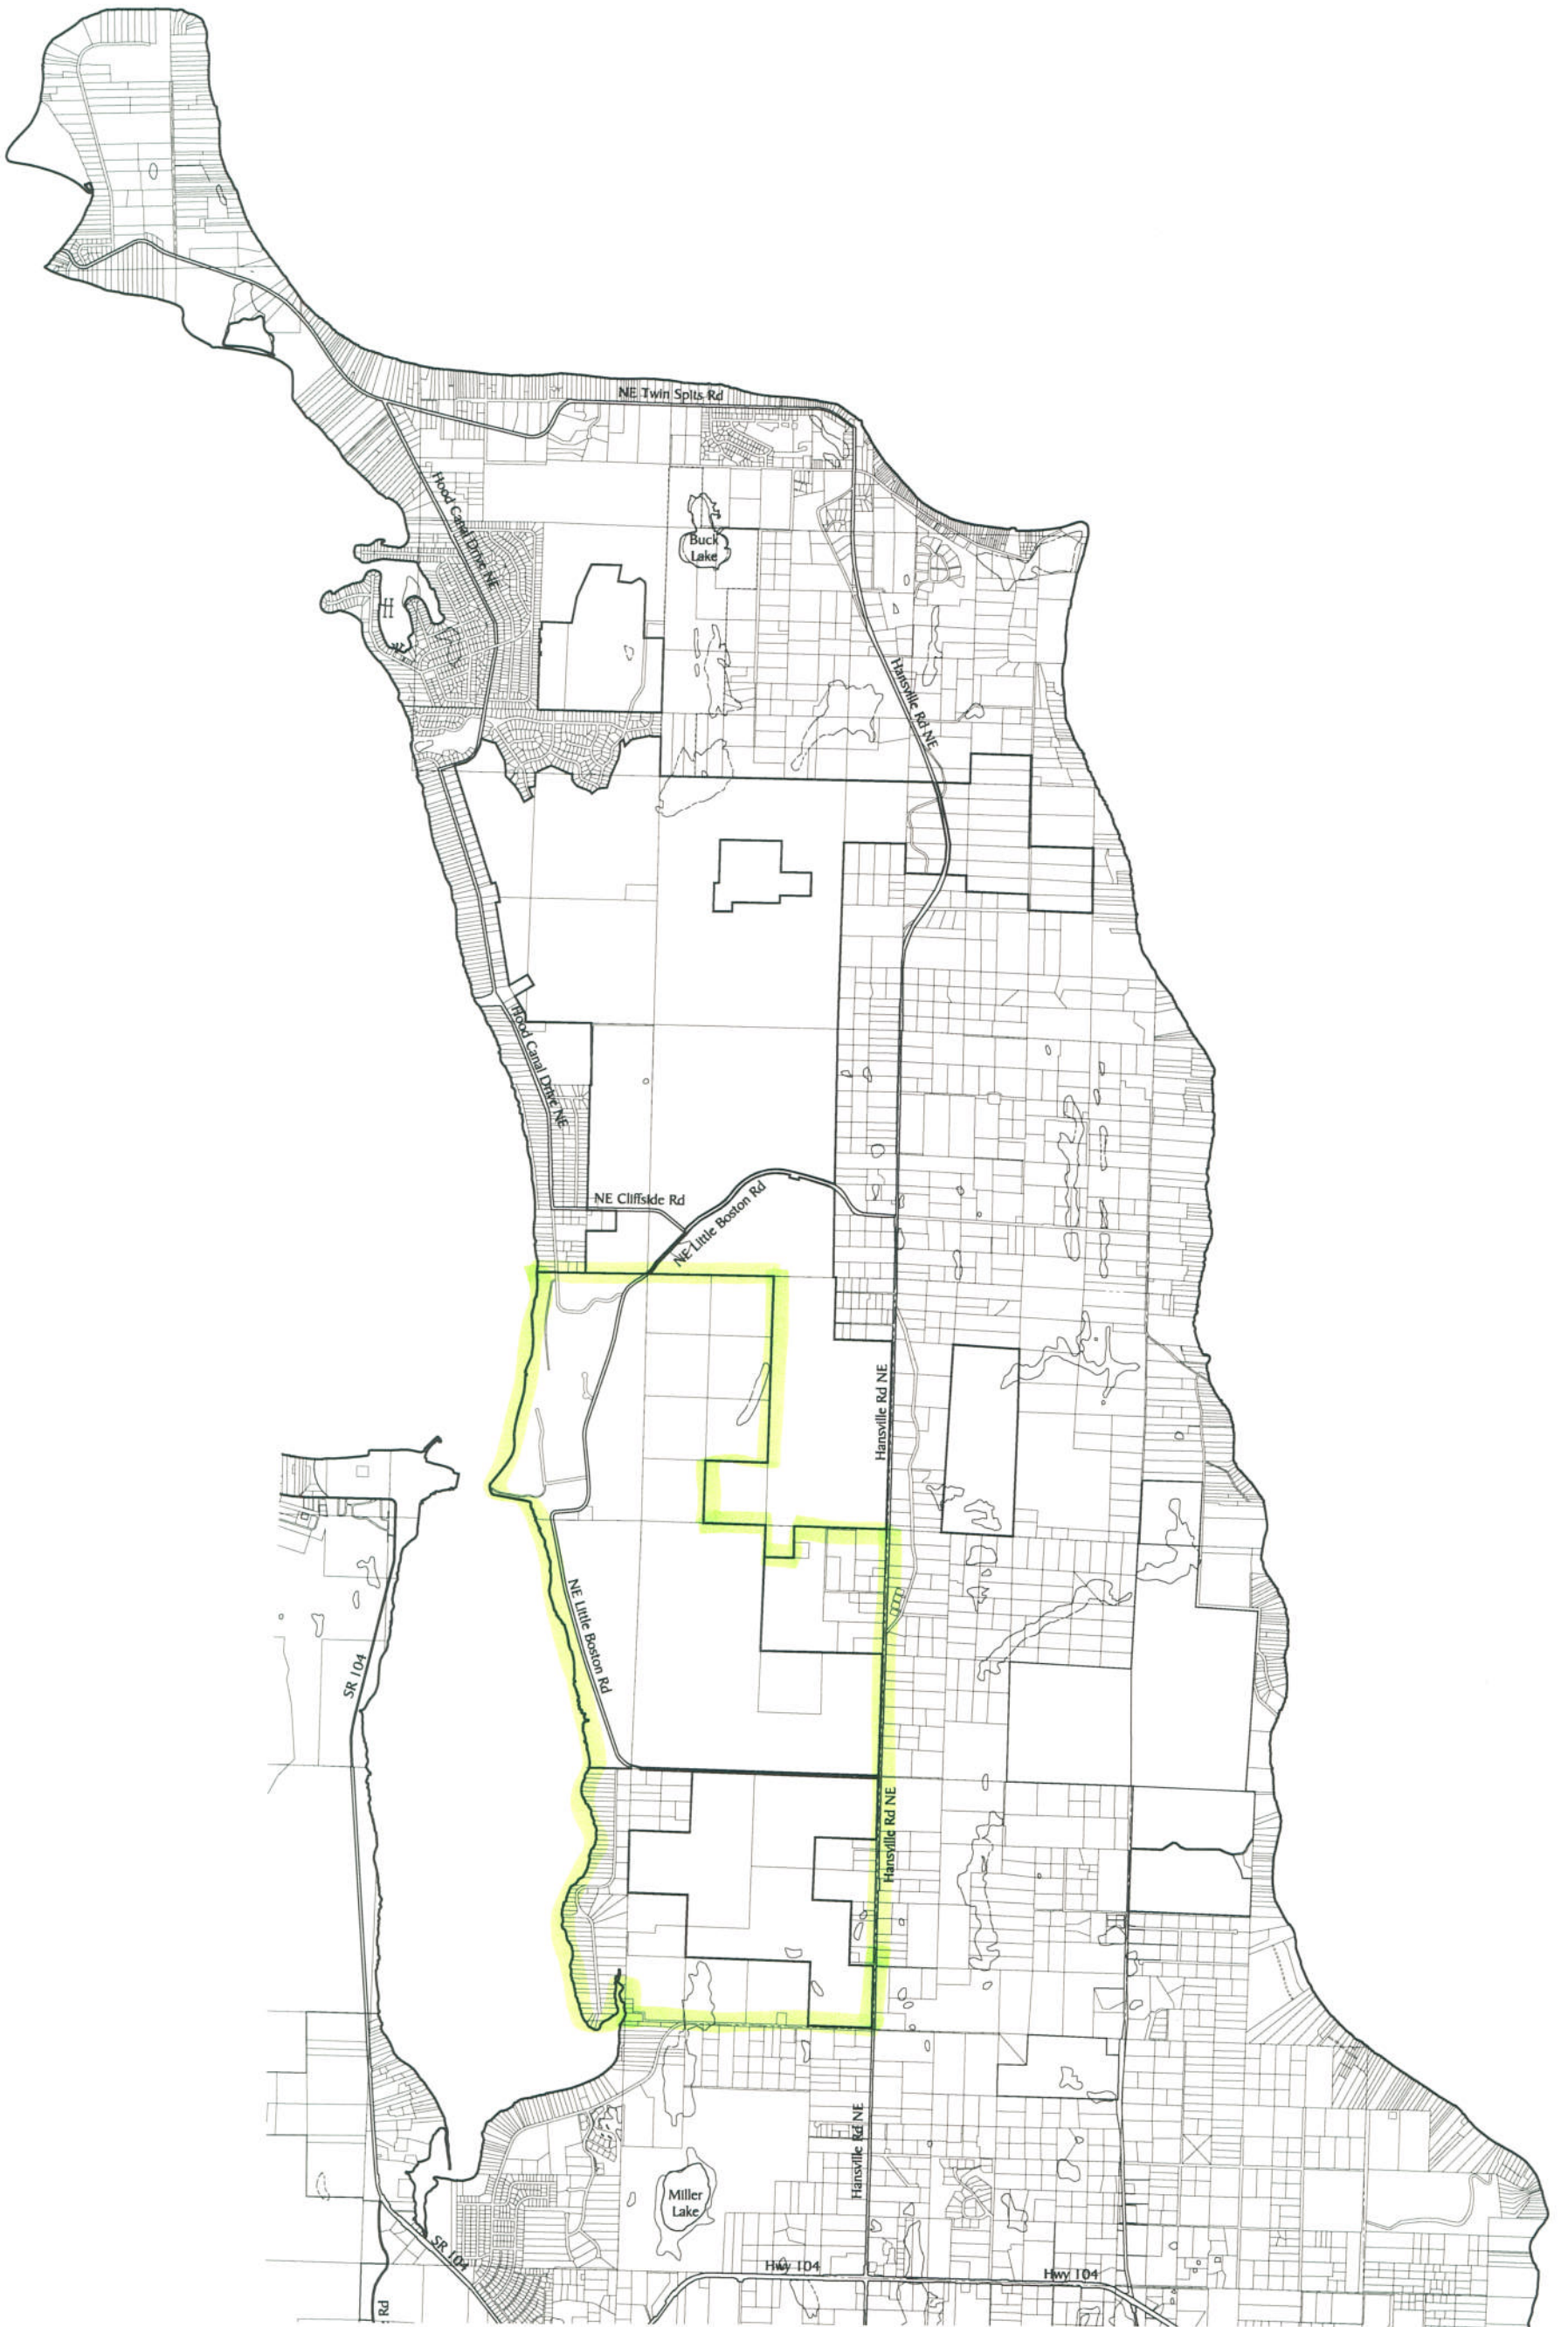 NE Twin Spits Rd
Hood Canal Drive NE
Buck
Lake
Hansville Rd NE
Hood Canal Drive NE
NE Cliffside Rd
NE Little Boston Rd
Hansville Rd NE
NE Little Boston Rd
SR 104
Hansville Rd NE
Hansville Rd NE
Miller
Lake
SR 104
Hwy 104
Hwy 104
Rd